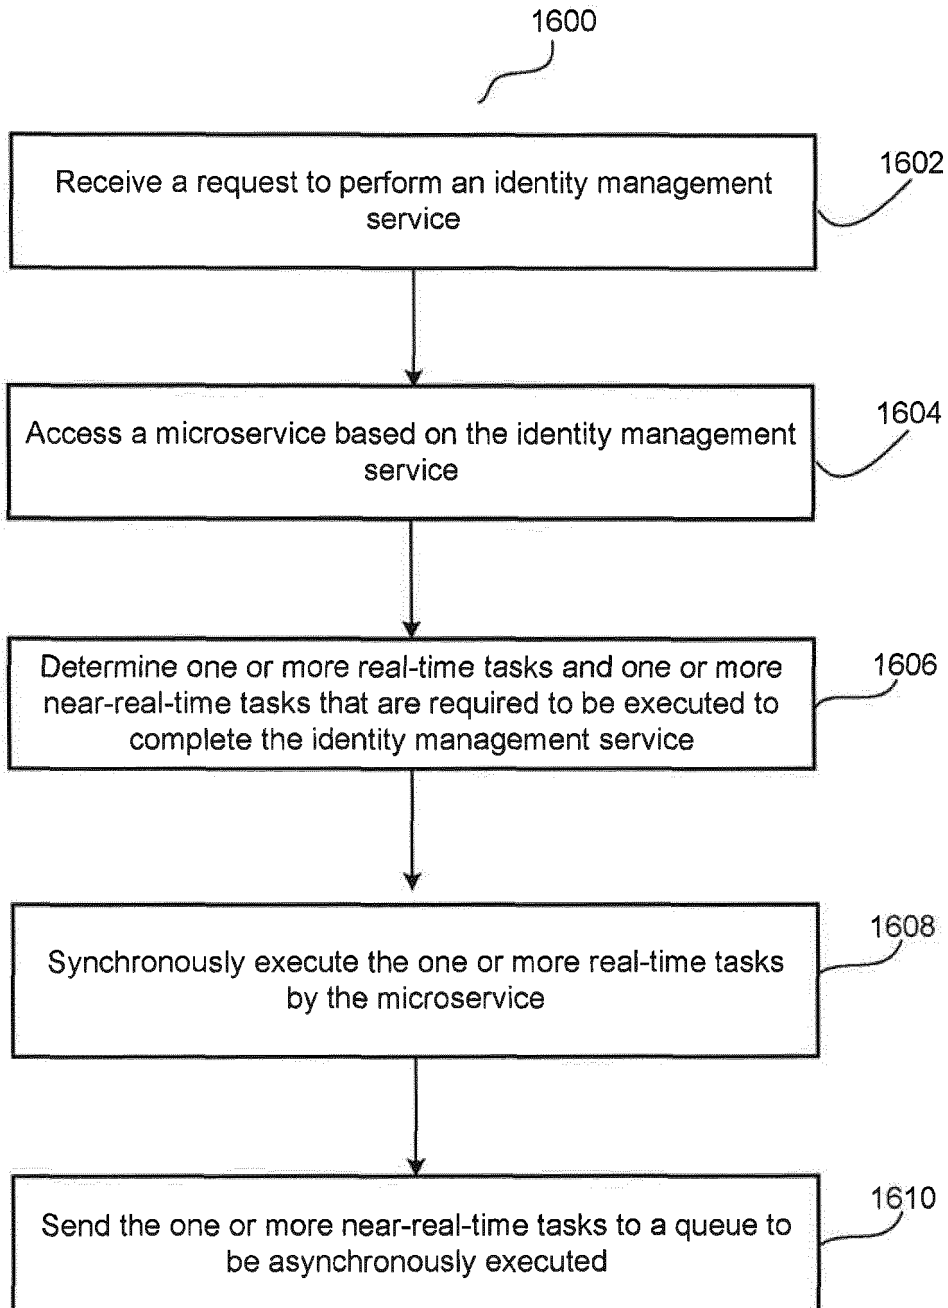 1600
Receive a request to perform an identity management
service
1602
Access a microservice based on the identity management
service
1604
Determine one or more real-time tasks and one or more
near-real-time tasks that are required to be executed to
complete the identity management service
1606
Synchronously execute the one or more real-time tasks
by the microservice
1608
Send the one or more near-real-time tasks to a queue to
be asynchronously executed
1610